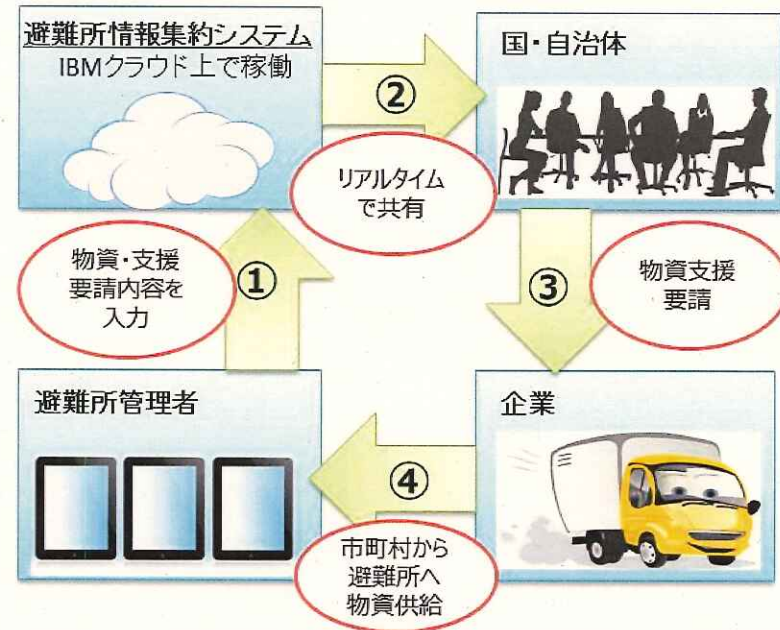 避難所情報集約システム
IBMクラウド上で稼働
②
国・自治体
リアルタイム
で共有
物資・支援
要請内容を
入力
①
③
物資支援
要請
避難所管理者
④
企業
市町村から
避難所へ
物資供給